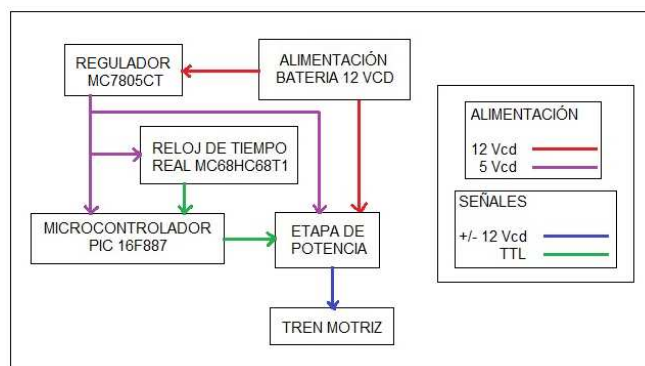 REGULADOR
MC7805CT
ALIMENTACIÓN
BATERIA 12 VCD
RELOJ DE TIEMPO
REAL MC68HC68T1
MICROCONTROLADOR
PIC 16F887
ETAPA DE
POTENCIA
TREN MOTRIZ
ALIMENTACIÓN
12 Vcd
5 Vcd
SEÑALES
+/- 12 Vcd
TTL